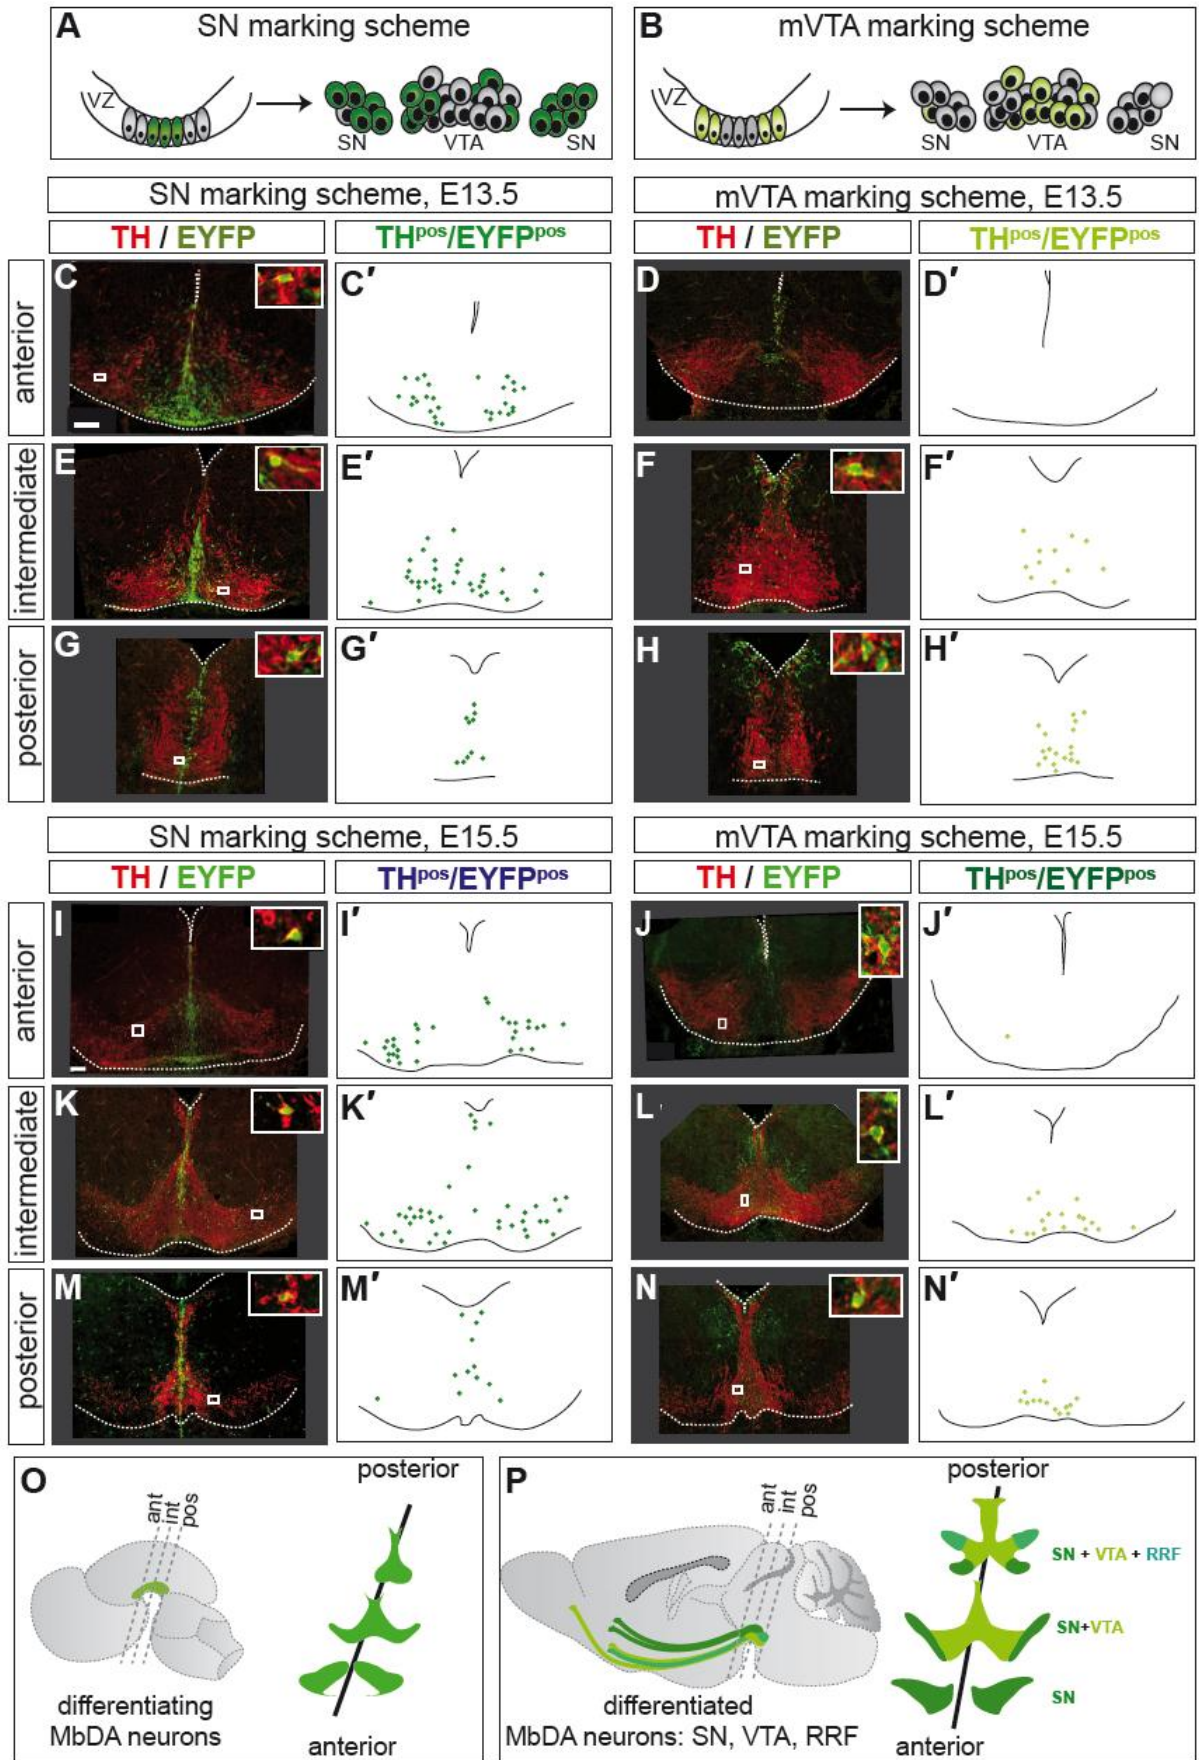 A SN marking scheme
VZ
SN
VTA
SN
B mVTA marking scheme
VZ
SN
VTA
SN
SN marking scheme, E13.5
mVTA marking scheme, E13.5
TH / EYFP
THpos/EYFPpos
TH / EYFP
THpos/EYFPpos
anterior
C
C′
D
D′
intermediate
E
E′
F
F′
posterior
G
G′
H
H′
SN marking scheme, E15.5
mVTA marking scheme, E15.5
TH / EYFP
THpos/EYFPpos
TH / EYFP
THpos/EYFPpos
anterior
I
I′
J
J′
intermediate
K
K′
L
L′
posterior
M
M′
N
N′
O
ant
int
pos
posterior
differentiating
MbDA neurons
anterior
P
ant
int
pos
posterior
SN + VTA + RRF
SN+VTA
SN
differentiated
MbDA neurons: SN, VTA, RRF
anterior